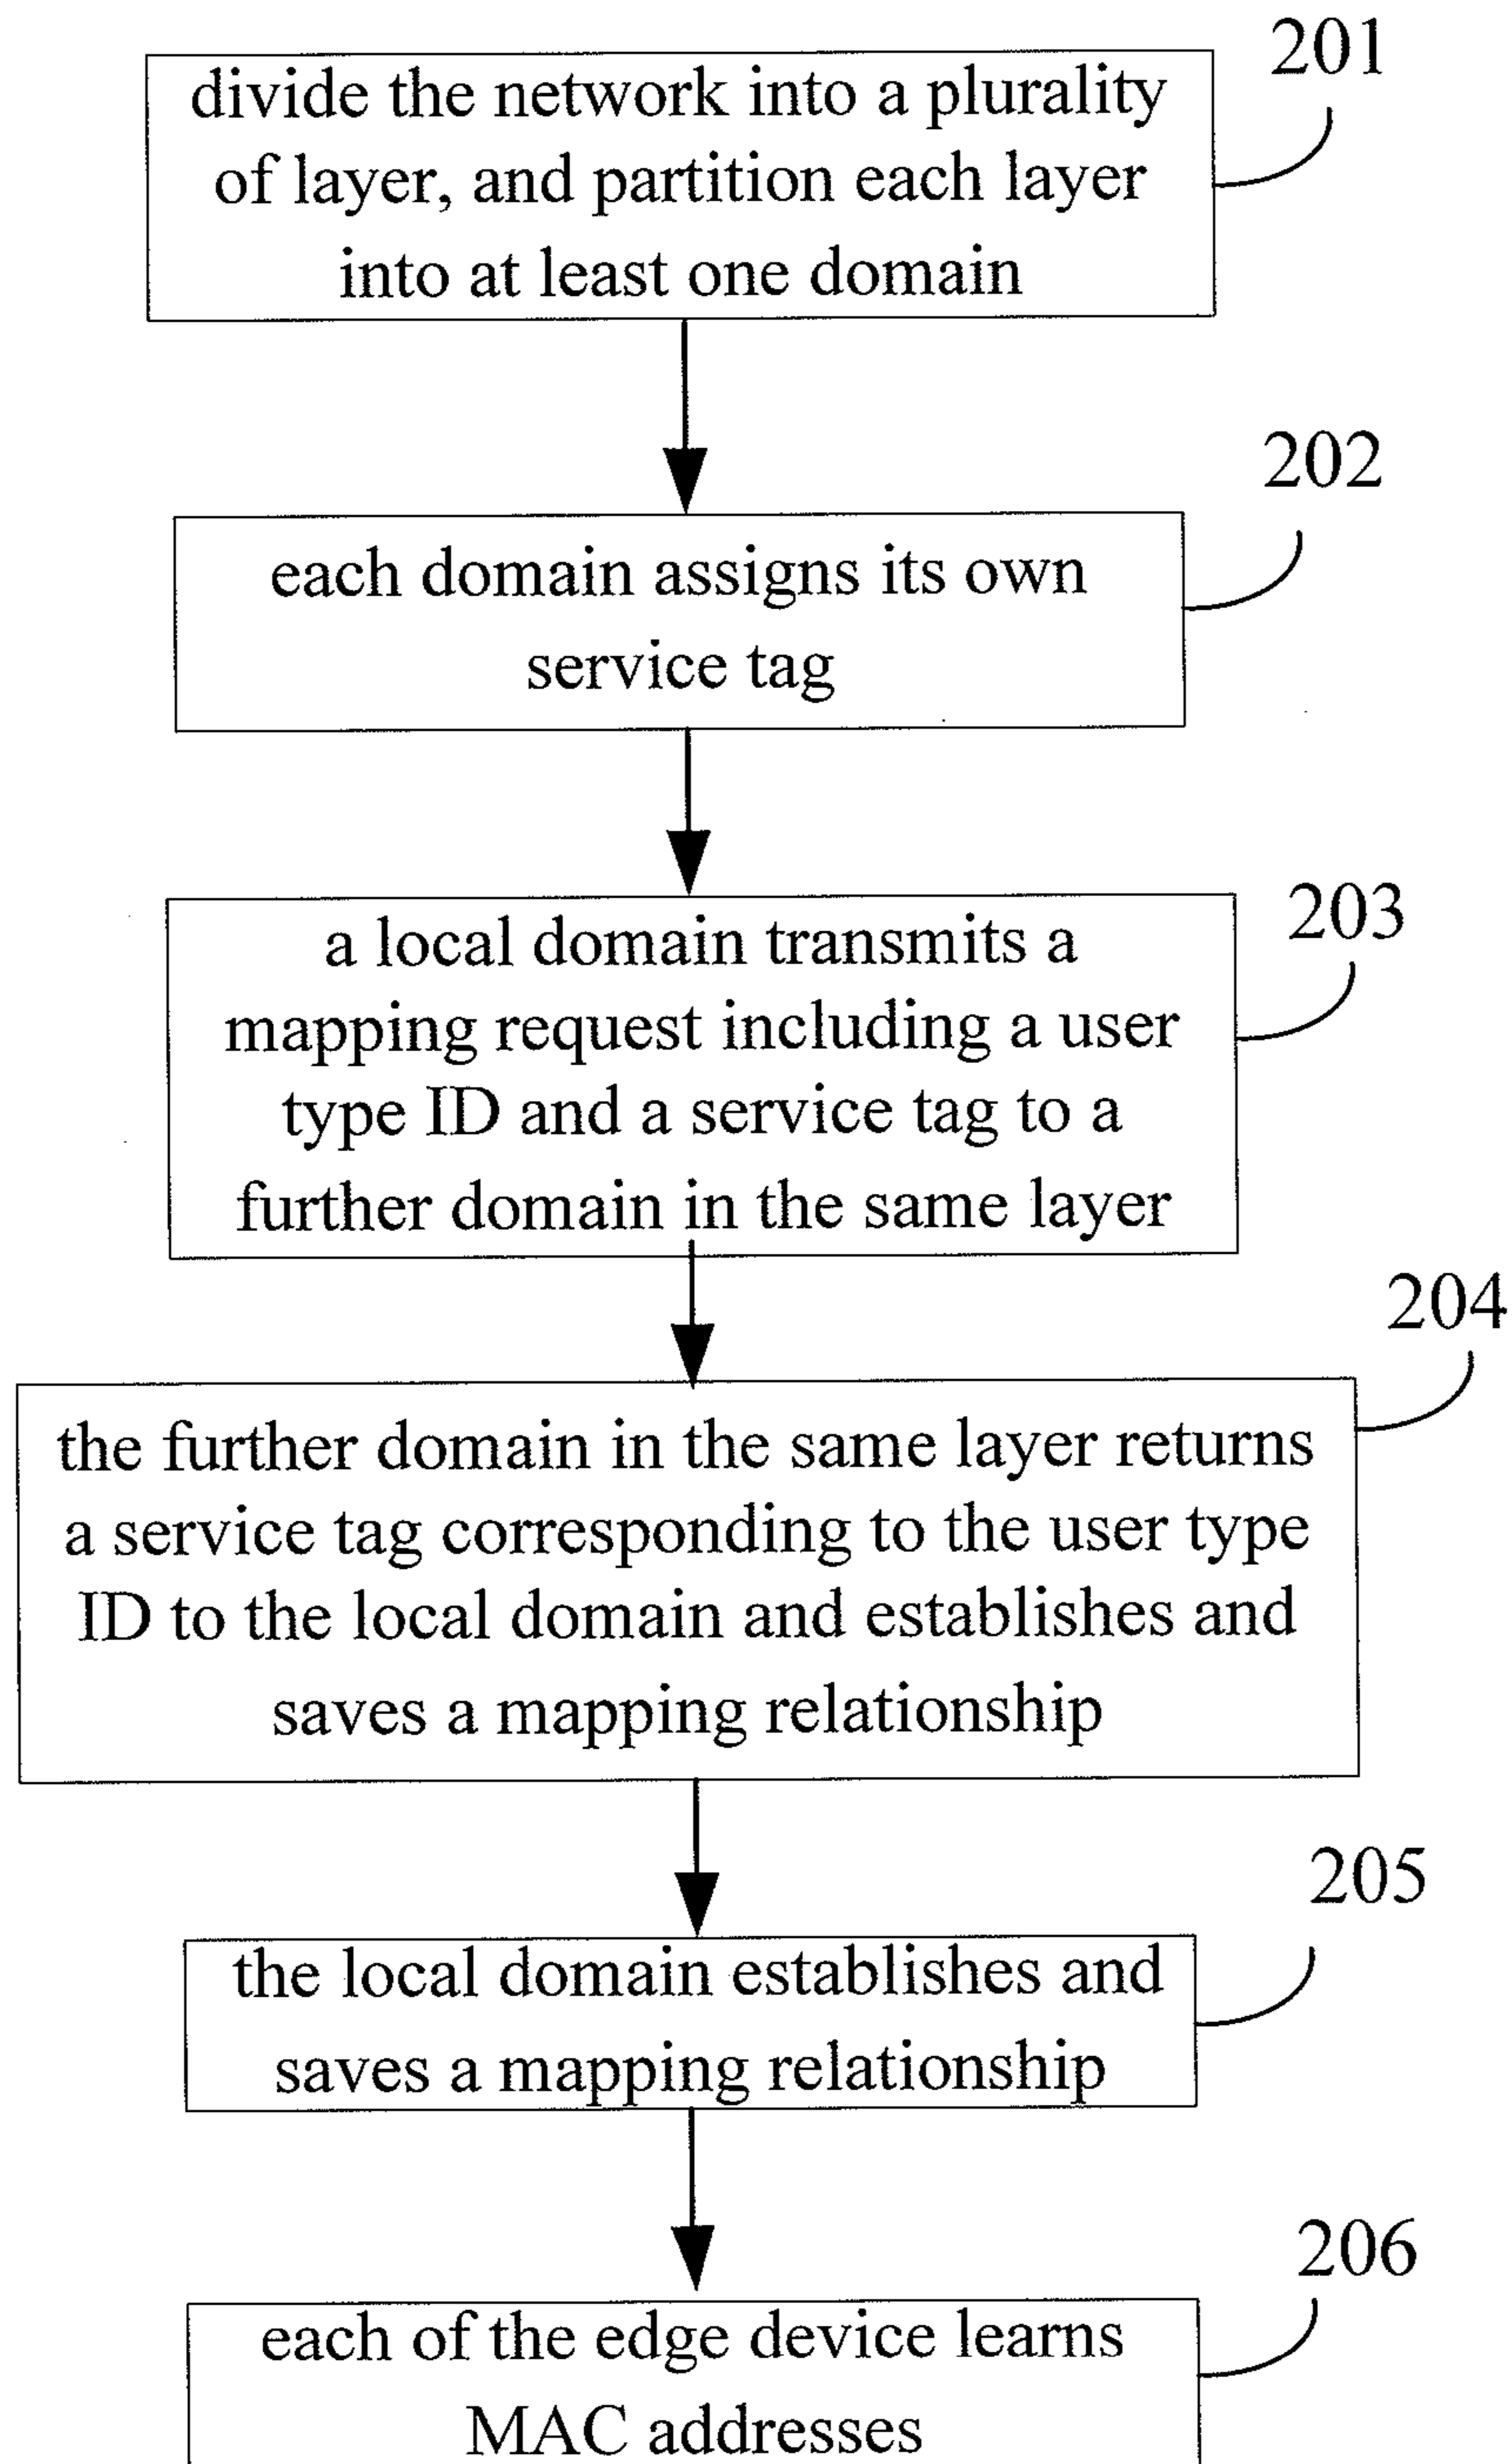 201
divide the network into a plurality
of layer, and partition each layer
into at least one domain
202
each domain assigns its own
service tag
203
a local domain transmits a
mapping request including a user
type ID and a service tag to a
further domain in the same layer
204
the further domain in the same layer returns
a service tag corresponding to the user type
ID to the local domain and establishes and
saves a mapping relationship
205
the local domain establishes and
saves a mapping relationship
206
each of the edge device learns
MAC addresses